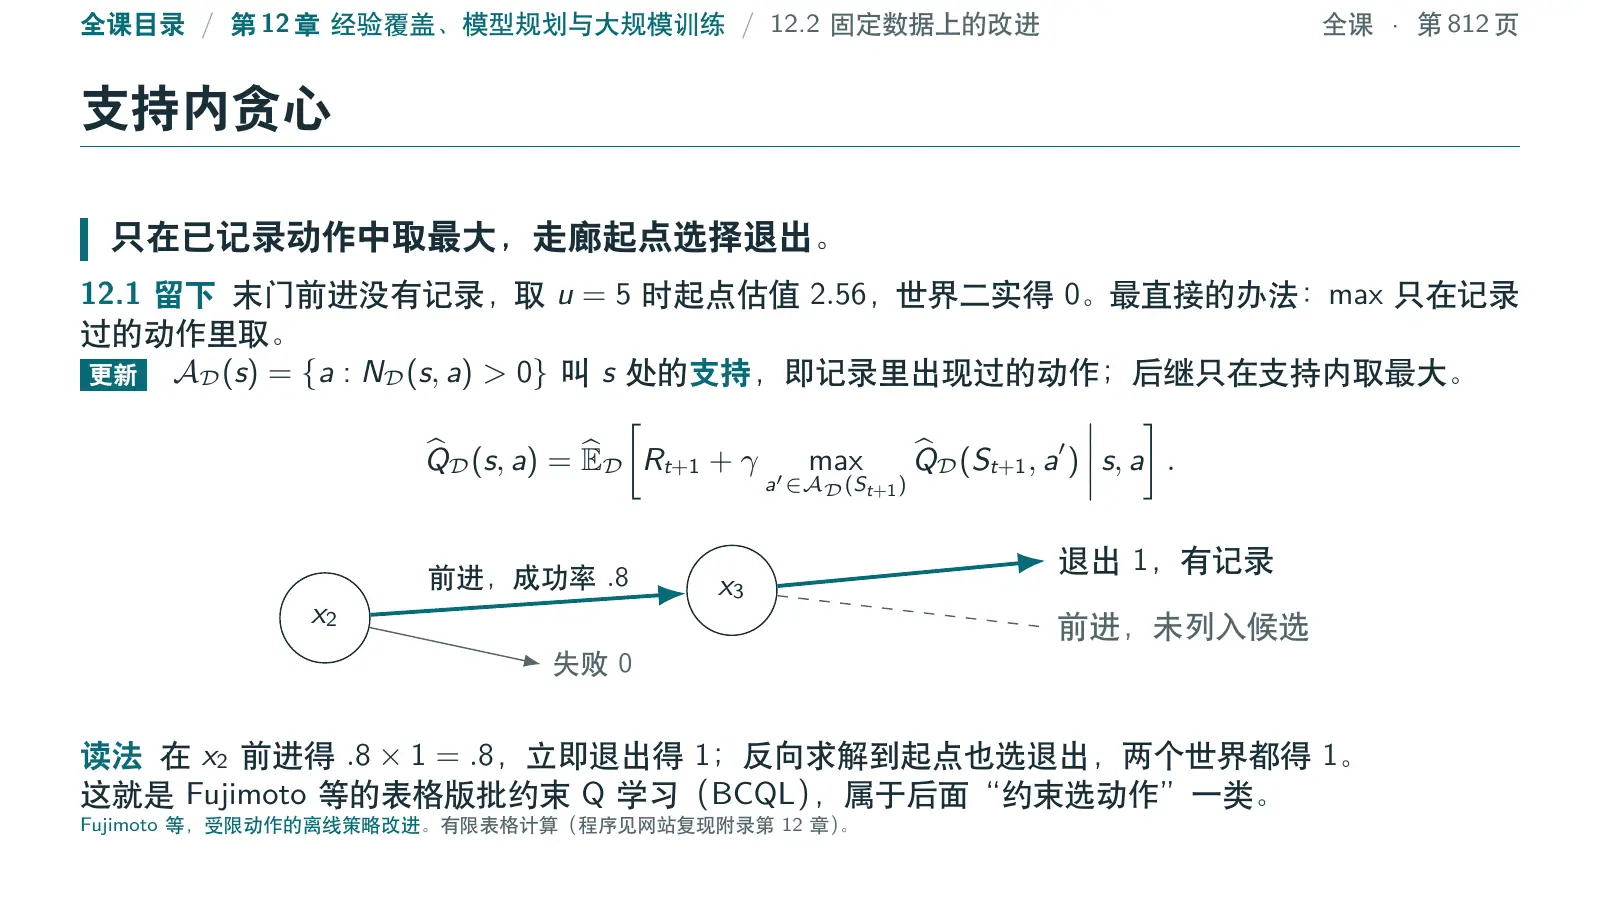 全课目录 / 第 12 章 经验覆盖、模型规划与大规模训练 / 12.2 固定数据上的改进
全课 · 第 812 页
支持内贪心
只在已记录动作中取最大，走廊起点选择退出。
12.1 留下 末门前进没有记录，取 u = 5 时起点估值 2.56，世界二实得 0。最直接的办法：max 只在记录
过的动作里取。
更新 𝒜_𝒟(s) = {a : N_𝒟(s, a) > 0} 叫 s 处的支持，即记录里出现过的动作；后继只在支持内取最大。
Q̂_𝒟(s, a) = 𝔼̂_𝒟 [ R_{t+1} + γ max_{a′∈𝒜_𝒟(S_{t+1})} Q̂_𝒟(S_{t+1}, a′) | s, a ] .
退出 1，有记录
前进，成功率 .8
x₃
x₂
前进，未列入候选
失败 0
读法 在 x₂ 前进得 .8 × 1 = .8，立即退出得 1；反向求解到起点也选退出，两个世界都得 1。
这就是 Fujimoto 等的表格版批约束 Q 学习（BCQL），属于后面“约束选动作”一类。
Fujimoto 等，受限动作的离线策略改进。有限表格计算（程序见网站复现附录第 12 章）。